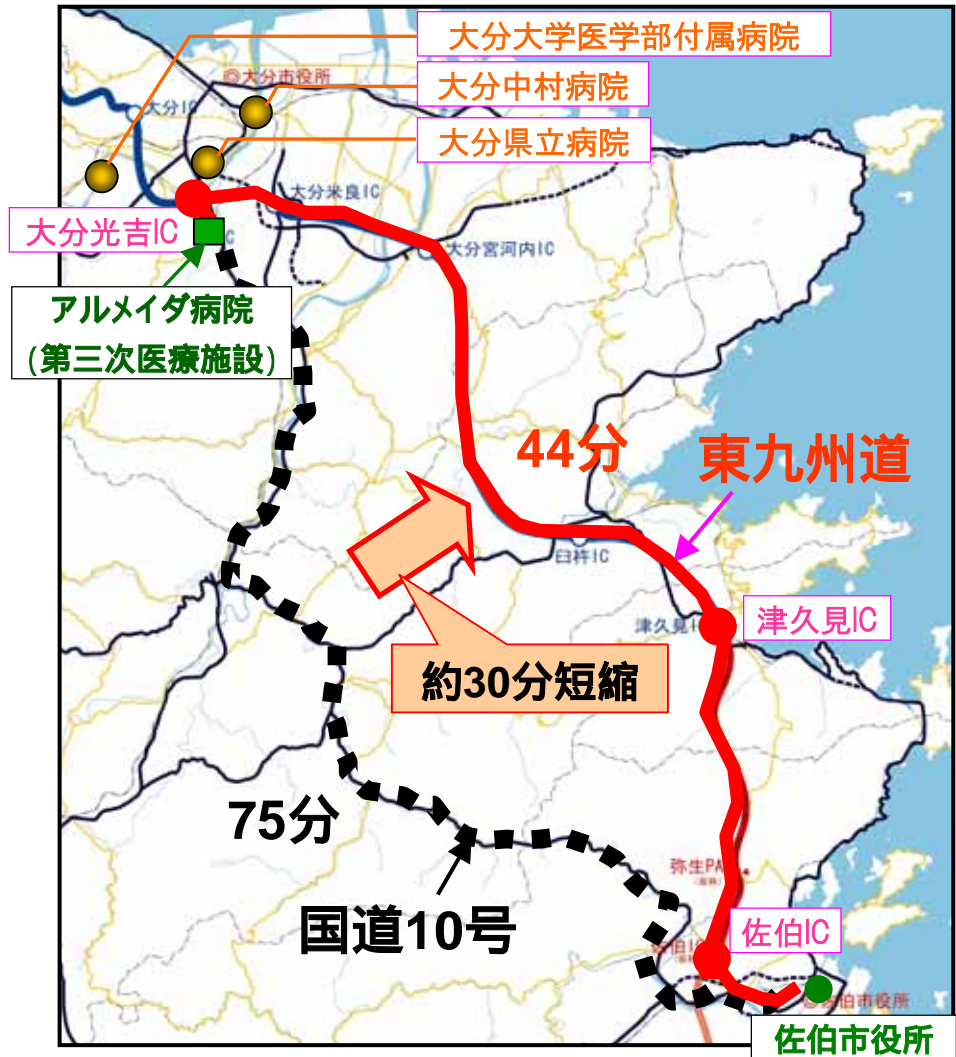 大分大学医学部付属病院
◎大分市役所
大分中村病院
大分IC
大分県立病院
大分米良IC
大分光吉IC
大分宮河内IC
アルメイダ病院
(第三次医療施設)
44分
東九州道
臼杵IC
津久見IC
津久見IC
約30分短縮
75分
弥生PA
国道10号
佐伯IC
佐伯IC
佐伯市役所
佐伯市役所